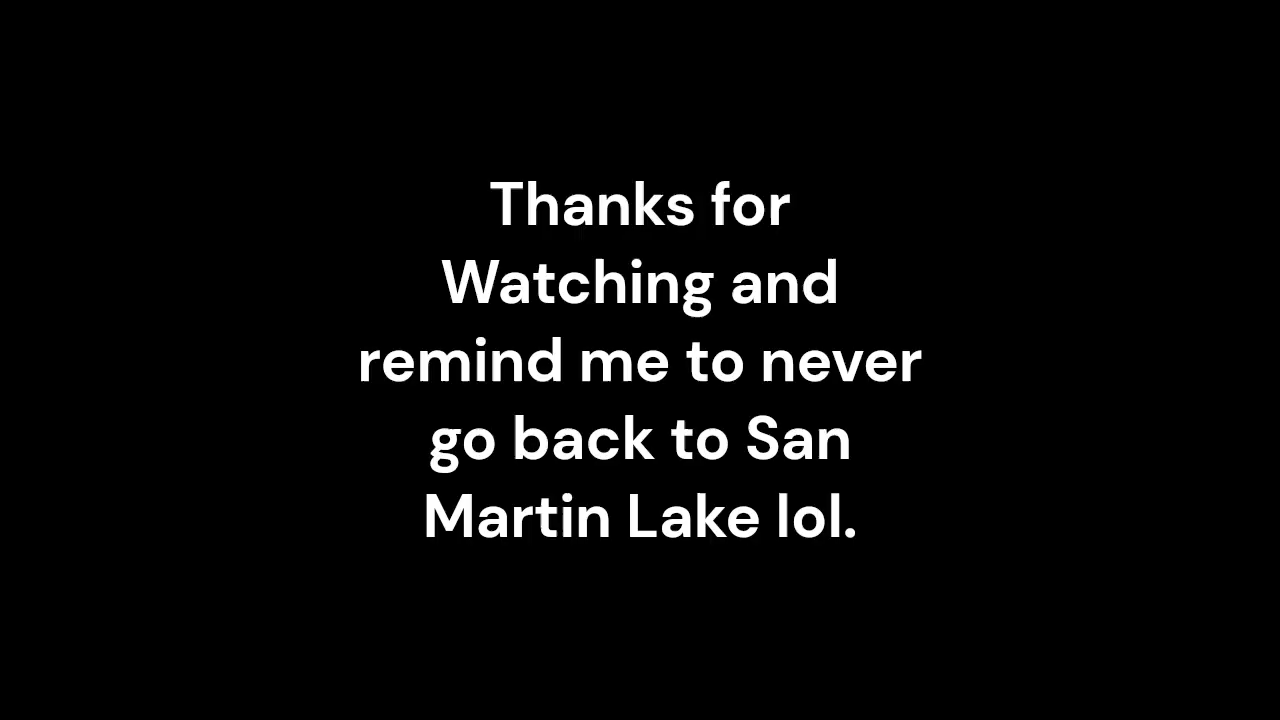 Thanks for
Watching and
remind me to never
go back to San
Martin Lake lol.